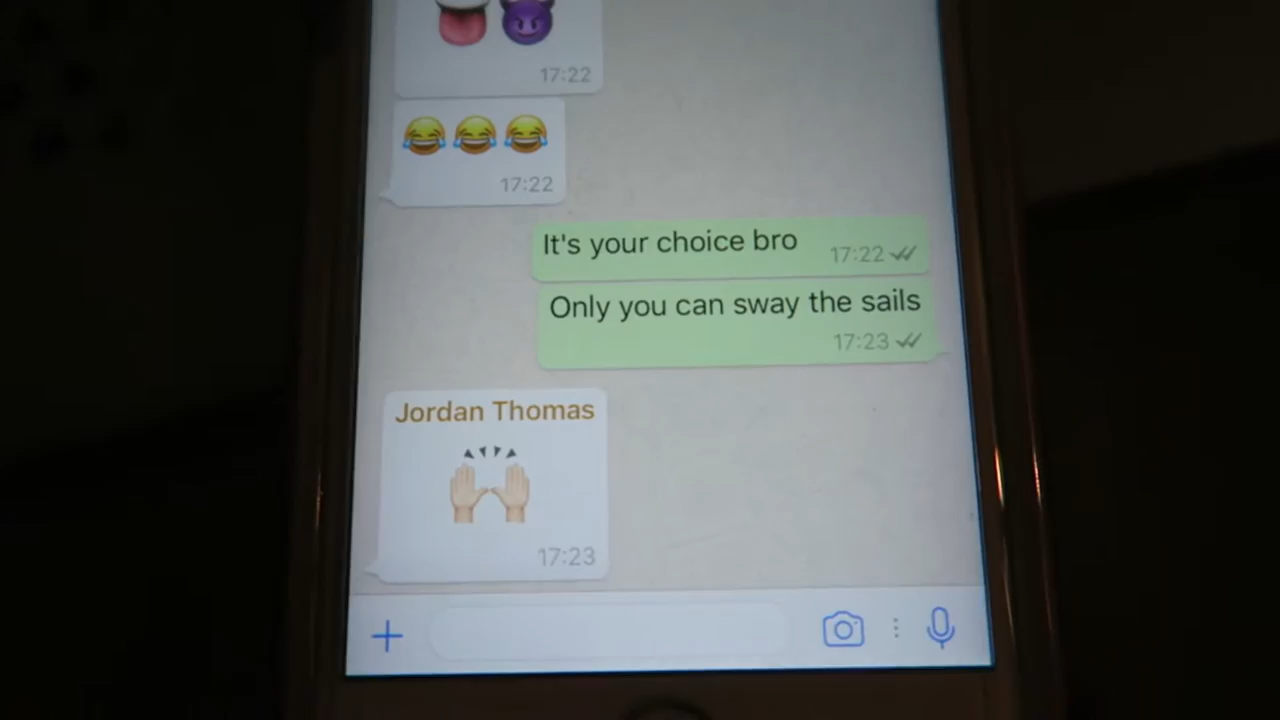 17:22
😂😂😂
17:22
It's your choice bro
17:22
Only you can sway the sails
17:23
Jordan Thomas
🙌🏻
17:23